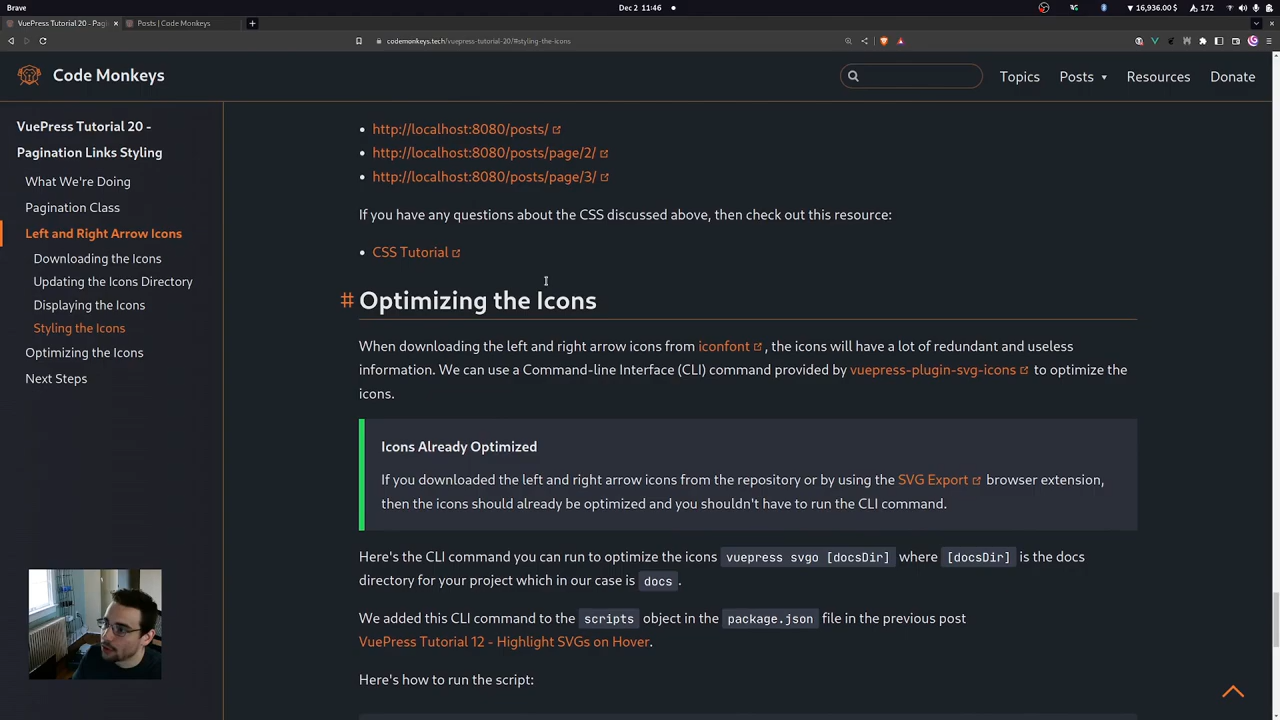 Brave
Dec 2 11:46
16,936.00
172
VuePress Tutorial 20 - Pagi
Posts | Code Monkeys
codemonkeys.tech/vuepress-tutorial-20/#styling-the-icons
Code Monkeys
Topics
Posts
Resources
Donate
VuePress Tutorial 20 -
Pagination Links Styling
What We're Doing
Pagination Class
Left and Right Arrow Icons
Downloading the Icons
Updating the Icons Directory
Displaying the Icons
Styling the Icons
Optimizing the Icons
Next Steps
http://localhost:8080/posts/
http://localhost:8080/posts/page/2/
http://localhost:8080/posts/page/3/
If you have any questions about the CSS discussed above, then check out this resource:
CSS Tutorial
# Optimizing the Icons
When downloading the left and right arrow icons from iconfont , the icons will have a lot of redundant and useless
information. We can use a Command-line Interface (CLI) command provided by vuepress-plugin-svg-icons to optimize the
icons.
Icons Already Optimized
If you downloaded the left and right arrow icons from the repository or by using the SVG Export browser extension,
then the icons should already be optimized and you shouldn't have to run the CLI command.
Here's the CLI command you can run to optimize the icons vuepress svgo [docsDir] where [docsDir] is the docs
directory for your project which in our case is docs.
We added this CLI command to the scripts object in the package.json file in the previous post
VuePress Tutorial 12 - Highlight SVGs on Hover.
Here's how to run the script: